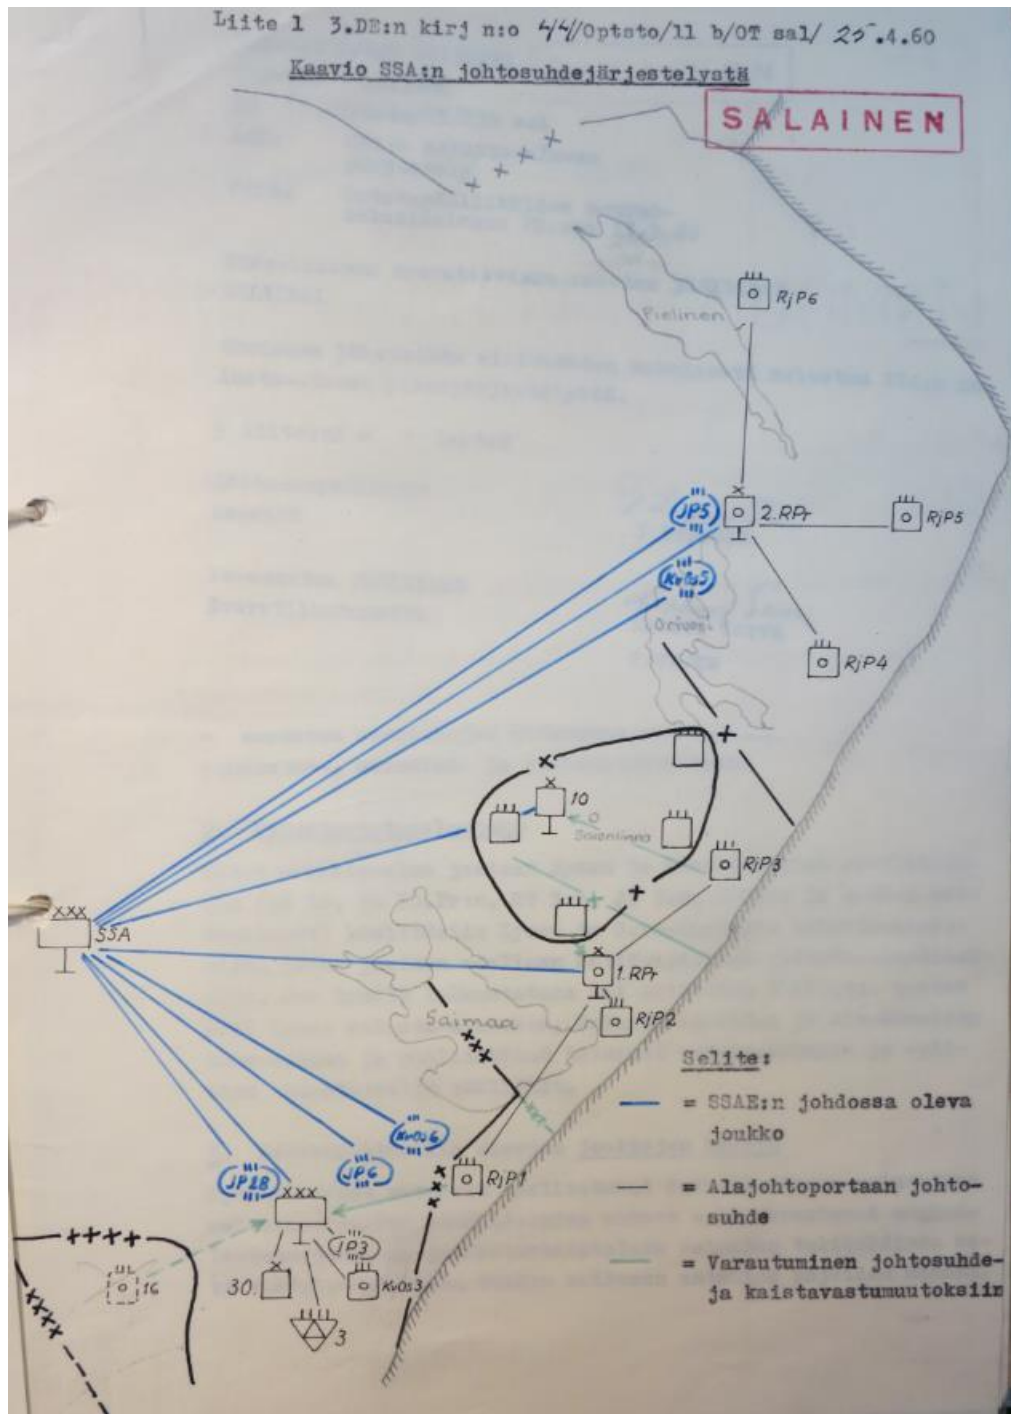 Liite 1 3.DE:n kirj n:o 44/Optsto/11 b/OT sal/ 25.4.60
Kaavio SSA:n johtosuhdejärjestelystä
SALAINEN
RjP6
Pielinen
JP5
2.RPr
RjP5
KvOs5
Orivesi
RjP4
10
Savonlinna
RjP3
SSA
1.RPr
RjP2
Saimaa
Selite:
= SSAE:n johdossa oleva
joukko
KvOs6
JP6
JP18
RjP1
= Alajohtoportaan johto-
suhde
JP3
= Varautuminen johtosuhde-
ja kaistavastumuutoksiin
16
30.
KvOs3
3